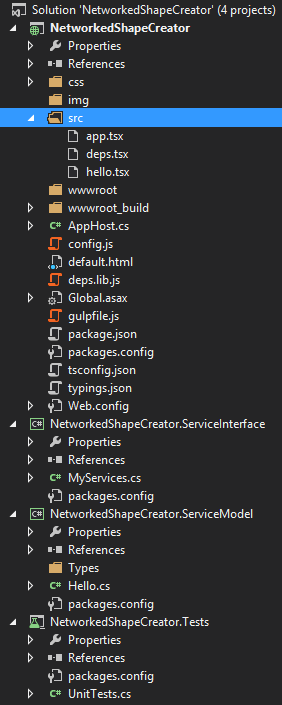 Solution 'NetworkedShapeCreator' (4 projects)
NetworkedShapeCreator
Properties
References
css
img
src
app.tsx
deps.tsx
hello.tsx
wwwroot
wwwroot_build
AppHost.cs
config.js
default.html
deps.lib.js
Global.asax
gulpfile.js
package.json
packages.config
tsconfig.json
typings.json
Web.config
NetworkedShapeCreator.ServiceInterface
Properties
References
MyServices.cs
packages.config
NetworkedShapeCreator.ServiceModel
Properties
References
Types
Hello.cs
packages.config
NetworkedShapeCreator.Tests
Properties
References
packages.config
UnitTests.cs